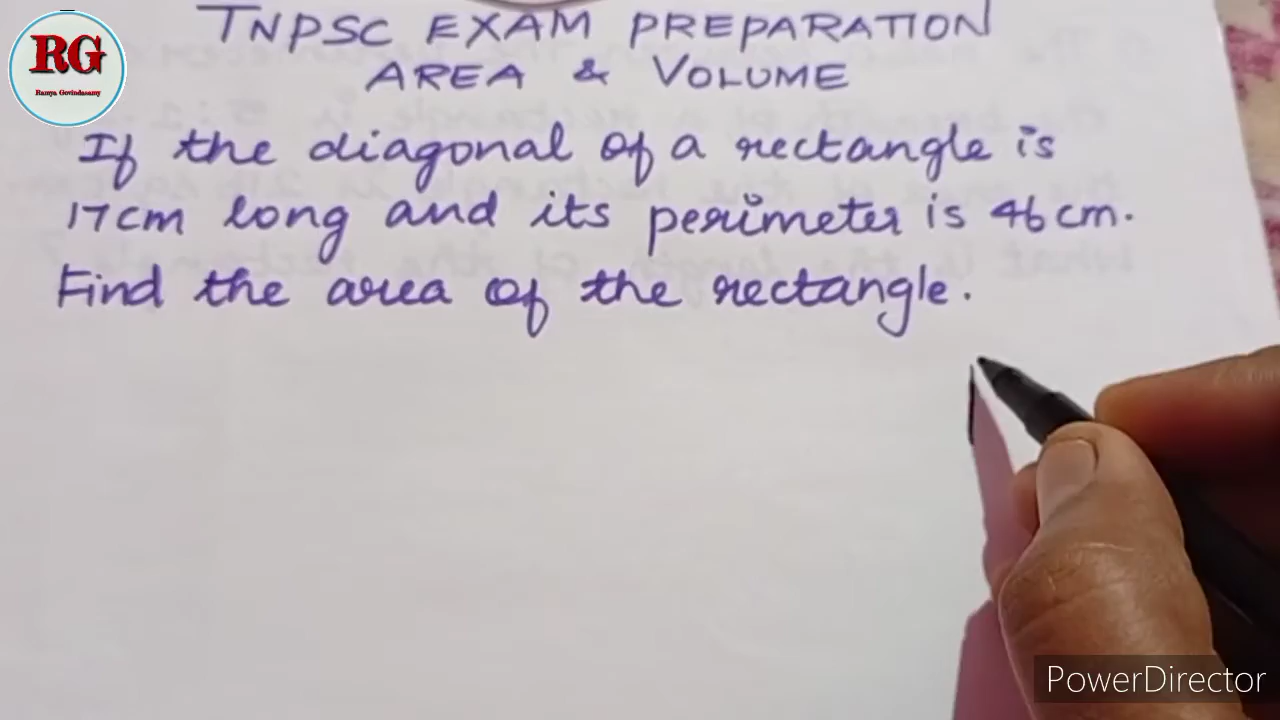 RG
Ramya Govindasamy
TNPSC EXAM PREPARATION
AREA & VOLUME
If the diagonal of a rectangle is
17cm long and its perimeter is 46cm.
Find the area of the rectangle.
PowerDirector